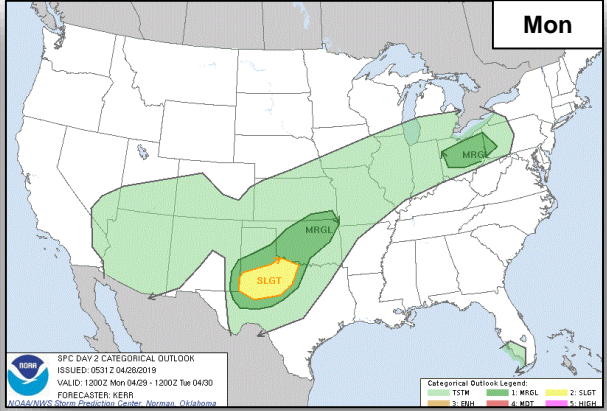 Mon
MRGL
MRGL
SLGT
NOAA
SPC DAY 2 CATEGORICAL OUTLOOK
ISSUED: 0531Z 04/28/2019
VALID: 1200Z Mon 04/29 - 1200Z Tue 04/30
FORECASTER: KERR
NOAA/NWS Storm Prediction Center, Norman, Oklahoma
Categorical Outlook Legend:
TSTM 1: MRGL 2: SLGT
3: ENH 4: MDT 5: HIGH